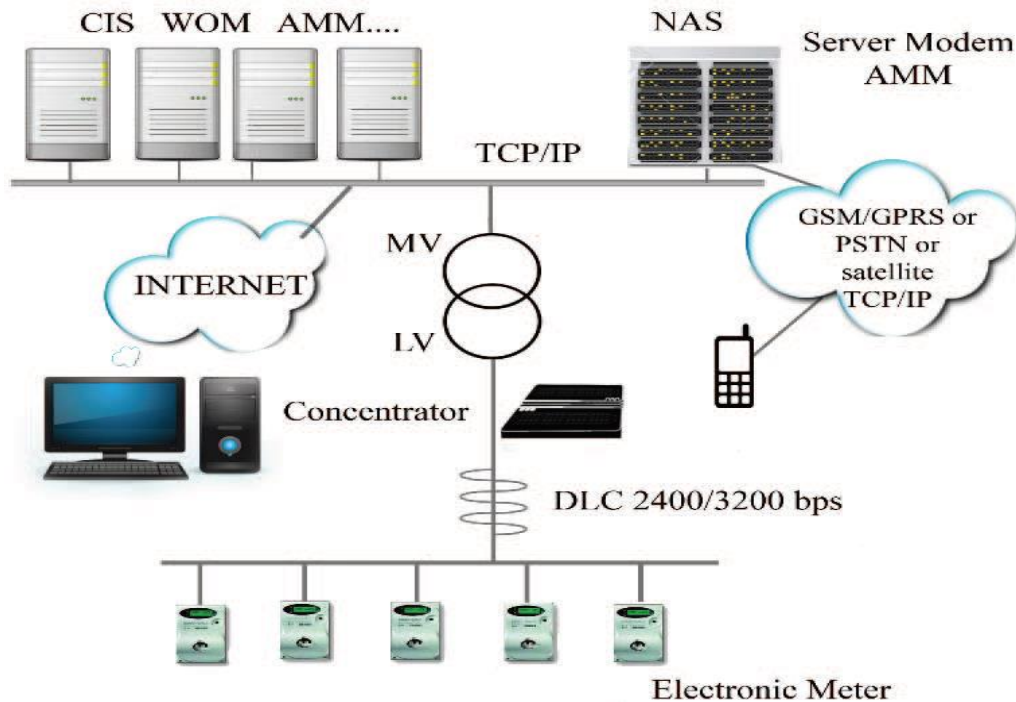 CIS WOM AMM....
NAS
Server Modem
AMM
TCP/IP
GSM/GPRS or
PSTN or
satellite
TCP/IP
MV
INTERNET
LV
Concentrator
DLC 2400/3200 bps
Electronic Meter